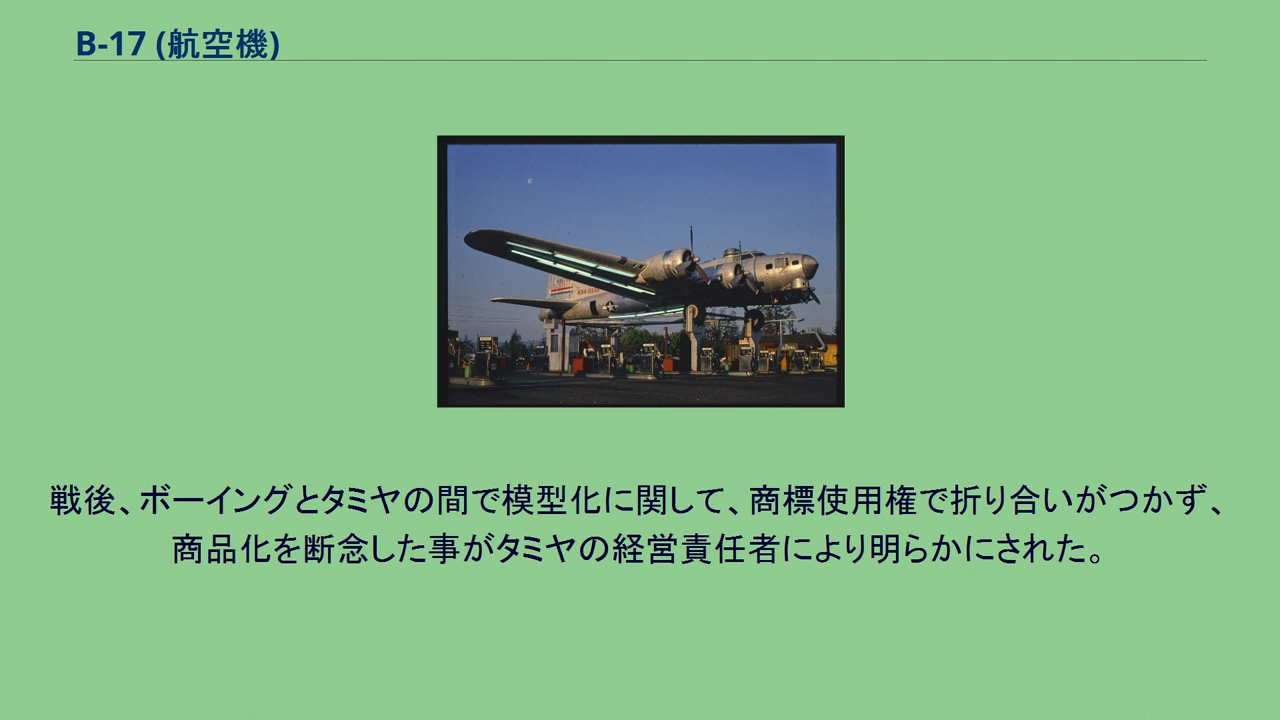 B-17 (航空機)
戦後、ボーイングとタミヤの間で模型化に関して、商標使用権で折り合いがつかず、
商品化を断念した事がタミヤの経営責任者により明らかにされた。